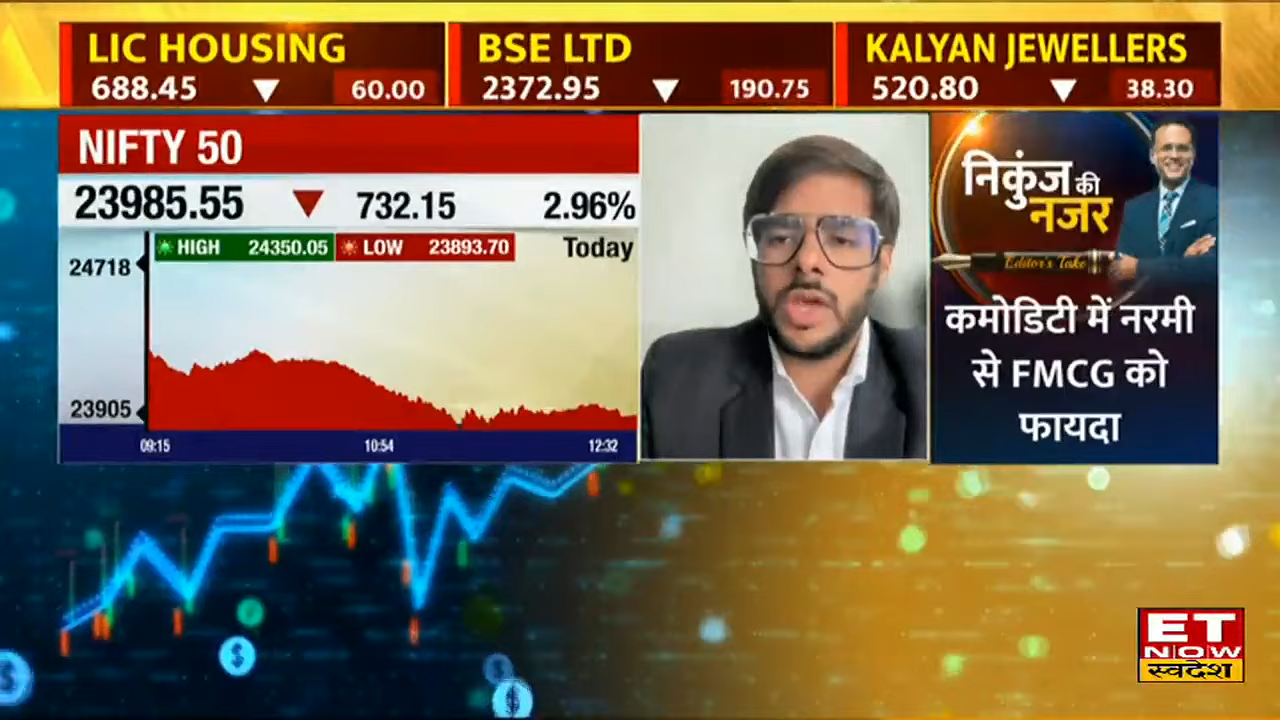 LIC HOUSING
688.45 ▼ 60.00
BSE LTD
2372.95 ▼ 190.75
KALYAN JEWELLERS
520.80 ▼ 38.30
NIFTY 50
23985.55 ▼ 732.15 2.96%
HIGH 24350.05 LOW 23893.70 Today
24718
23905
09:15 10:54 12:32
निकुंज की
नजर
Editor's Take
कमोडिटी में नरमी
से FMCG को
फायदा
ET
NOW
स्वदेश